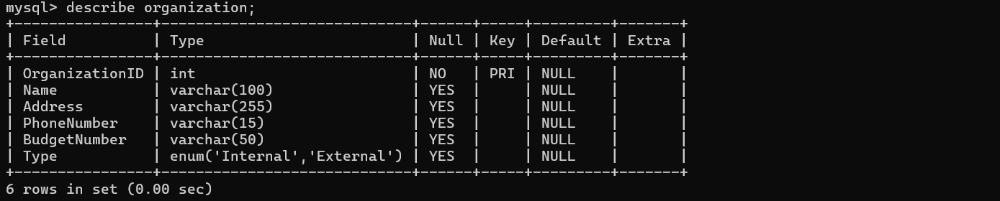 mysql> describe organization;
+----------------+------------------------------+------+-----+---------+-------+
| Field          | Type                         | Null | Key | Default | Extra |
+----------------+------------------------------+------+-----+---------+-------+
| OrganizationID | int                          | NO   | PRI | NULL    |       |
| Name           | varchar(100)                 | YES  |     | NULL    |       |
| Address        | varchar(255)                 | YES  |     | NULL    |       |
| PhoneNumber    | varchar(15)                  | YES  |     | NULL    |       |
| BudgetNumber   | varchar(50)                  | YES  |     | NULL    |       |
| Type           | enum('Internal','External') | YES  |     | NULL    |       |
+----------------+------------------------------+------+-----+---------+-------+
6 rows in set (0.00 sec)